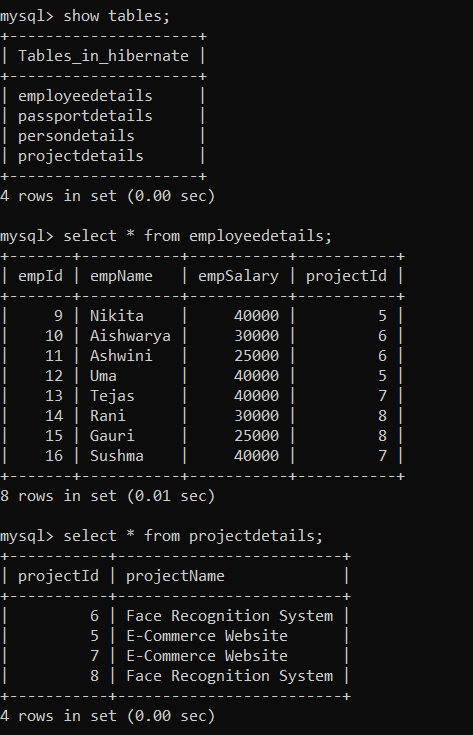 mysql> show tables;
+---------------------+
| Tables_in_hibernate |
+---------------------+
| employeedetails     |
| passportdetails     |
| persondetails       |
| projectdetails      |
+---------------------+
4 rows in set (0.00 sec)

mysql> select * from employeedetails;
+-------+-----------+-----------+-----------+
| empId | empName   | empSalary | projectId |
+-------+-----------+-----------+-----------+
|     9 | Nikita    |     40000 |         5 |
|    10 | Aishwarya |     30000 |         6 |
|    11 | Ashwini   |     25000 |         6 |
|    12 | Uma       |     40000 |         5 |
|    13 | Tejas     |     40000 |         7 |
|    14 | Rani      |     30000 |         8 |
|    15 | Gauri     |     25000 |         8 |
|    16 | Sushma    |     40000 |         7 |
+-------+-----------+-----------+-----------+
8 rows in set (0.01 sec)

mysql> select * from projectdetails;
+-----------+-------------------------+
| projectId | projectName             |
+-----------+-------------------------+
|         6 | Face Recognition System |
|         5 | E-Commerce Website      |
|         7 | E-Commerce Website      |
|         8 | Face Recognition System |
+-----------+-------------------------+
4 rows in set (0.00 sec)